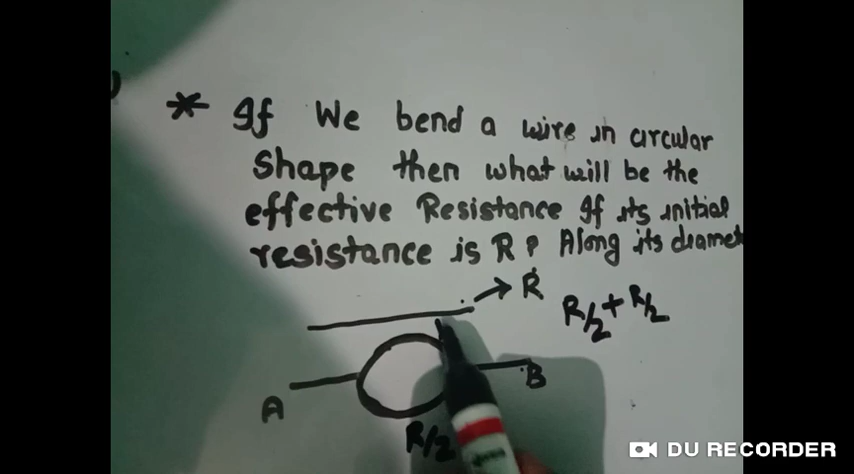 * If We bend a wire in circular
Shape then what will be the
effective Resistance If its initial
resistance is R? Along its diamet
→ R
R/2 + R/2
A
B
R/2
DU RECORDER